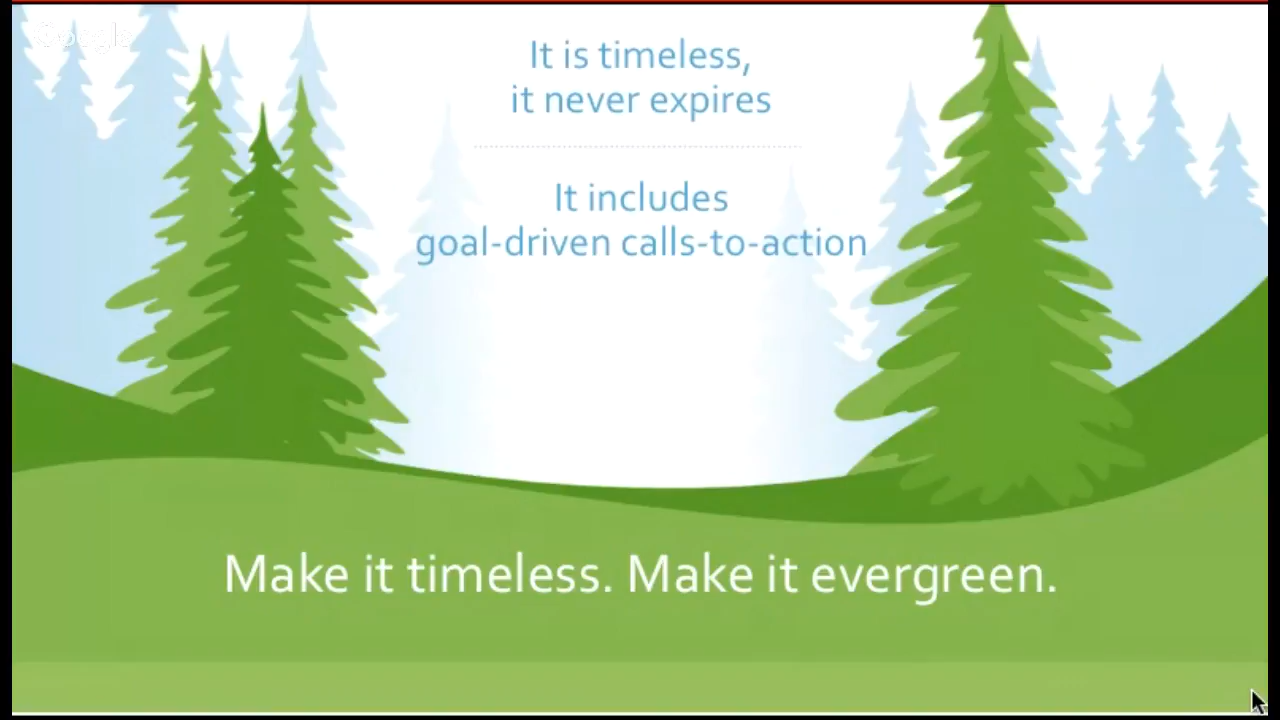 Google
It is timeless,
it never expires
It includes
goal-driven calls-to-action
Make it timeless. Make it evergreen.